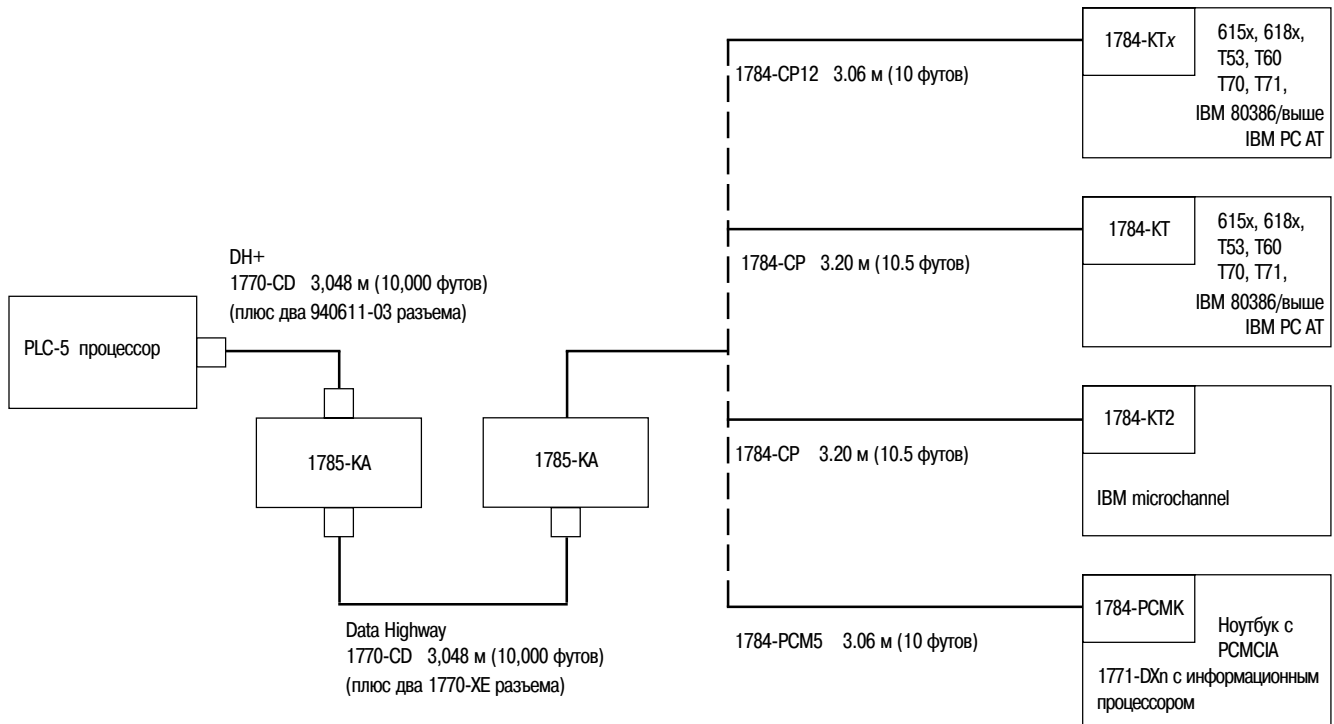 1784-KTx
615x, 618x,
T53, T60
T70, T71,
IBM 80386/выше
IBM PC AT
1784-CP12 3.06 м (10 футов)
1784-KT
615x, 618x,
T53, T60
T70, T71,
IBM 80386/выше
IBM PC AT
1784-CP 3.20 м (10.5 футов)
DH+
1770-CD 3,048 м (10,000 футов)
(плюс два 940611-03 разъема)
PLC-5 процессор
1785-KA
1785-KA
1784-KT2
IBM microchannel
1784-CP 3.20 м (10.5 футов)
Data Highway
1770-CD 3,048 м (10,000 футов)
(плюс два 1770-XE разъема)
1784-PCM5 3.06 м (10 футов)
1784-PCMK
Ноутбук с
PCMCIA
1771-DXn с информационным
процессором